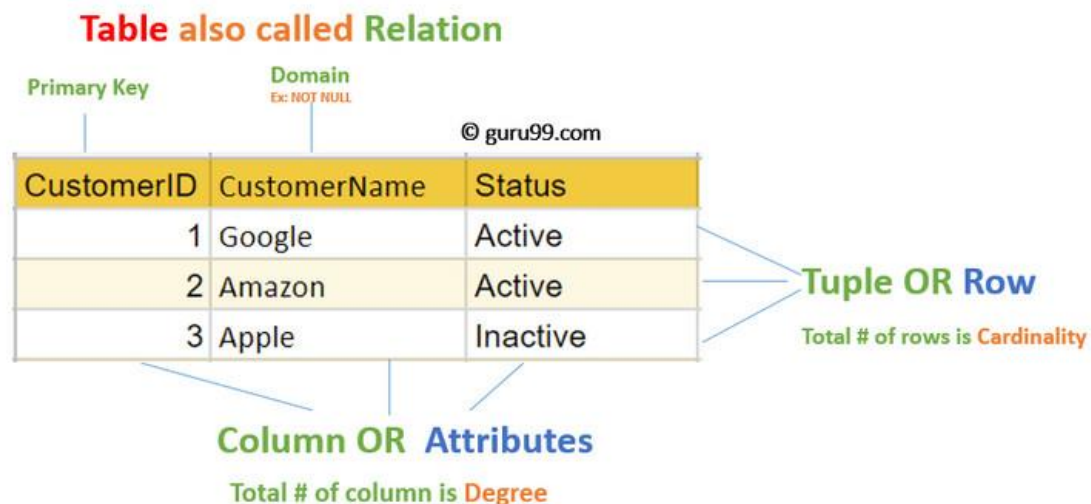 Table also called Relation
Primary Key
Domain
Ex: NOT NULL
© guru99.com
CustomerID CustomerName Status
1 Google Active
2 Amazon Active
3 Apple Inactive
Tuple OR Row
Total # of rows is Cardinality
Column OR Attributes
Total # of column is Degree